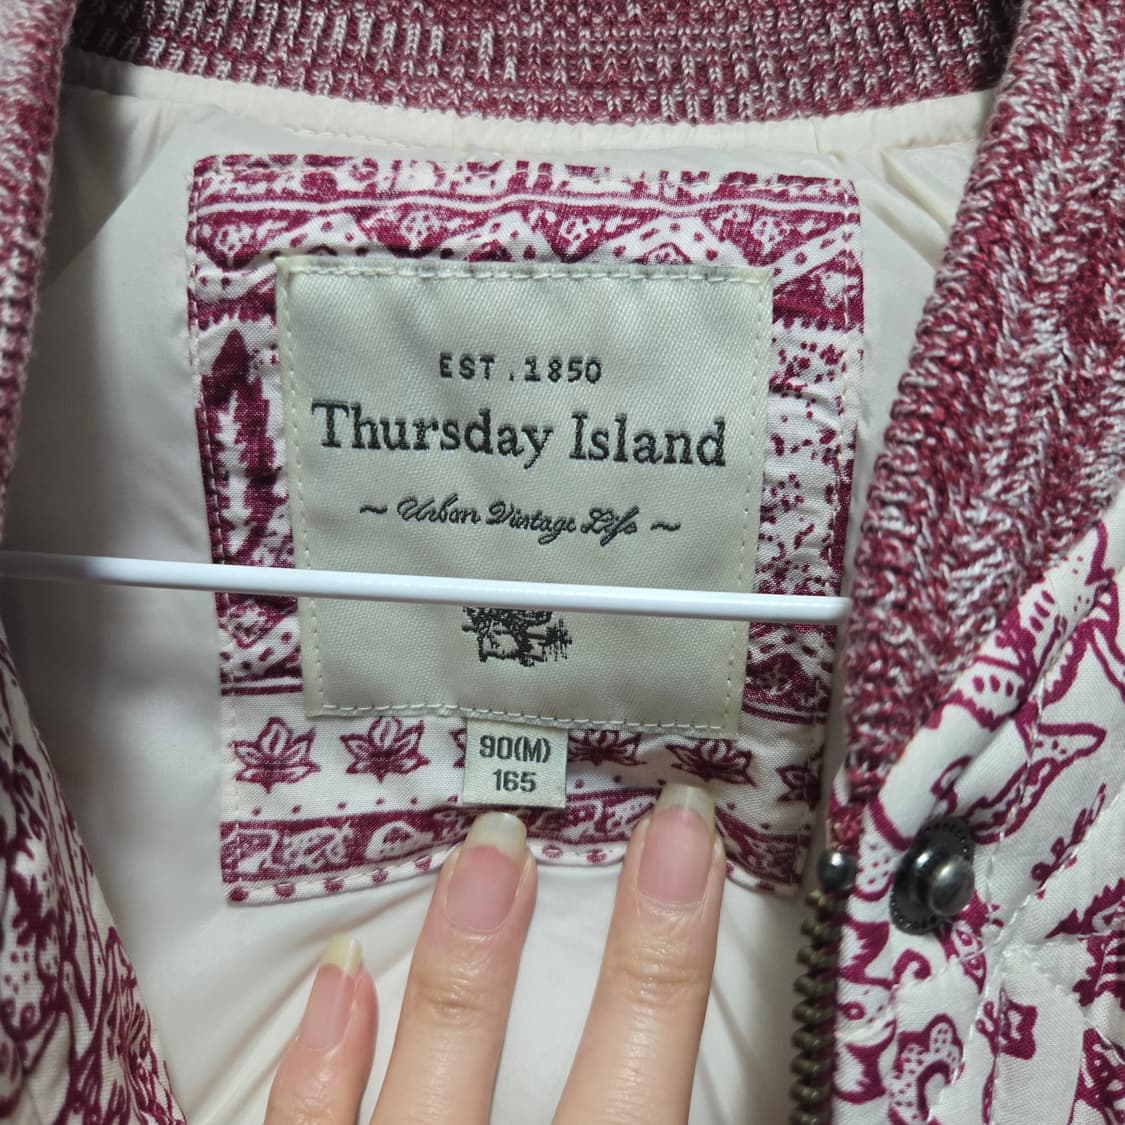 EST.1850
Thursday Island
~ Urban Vintage Life ~
90(M)
165